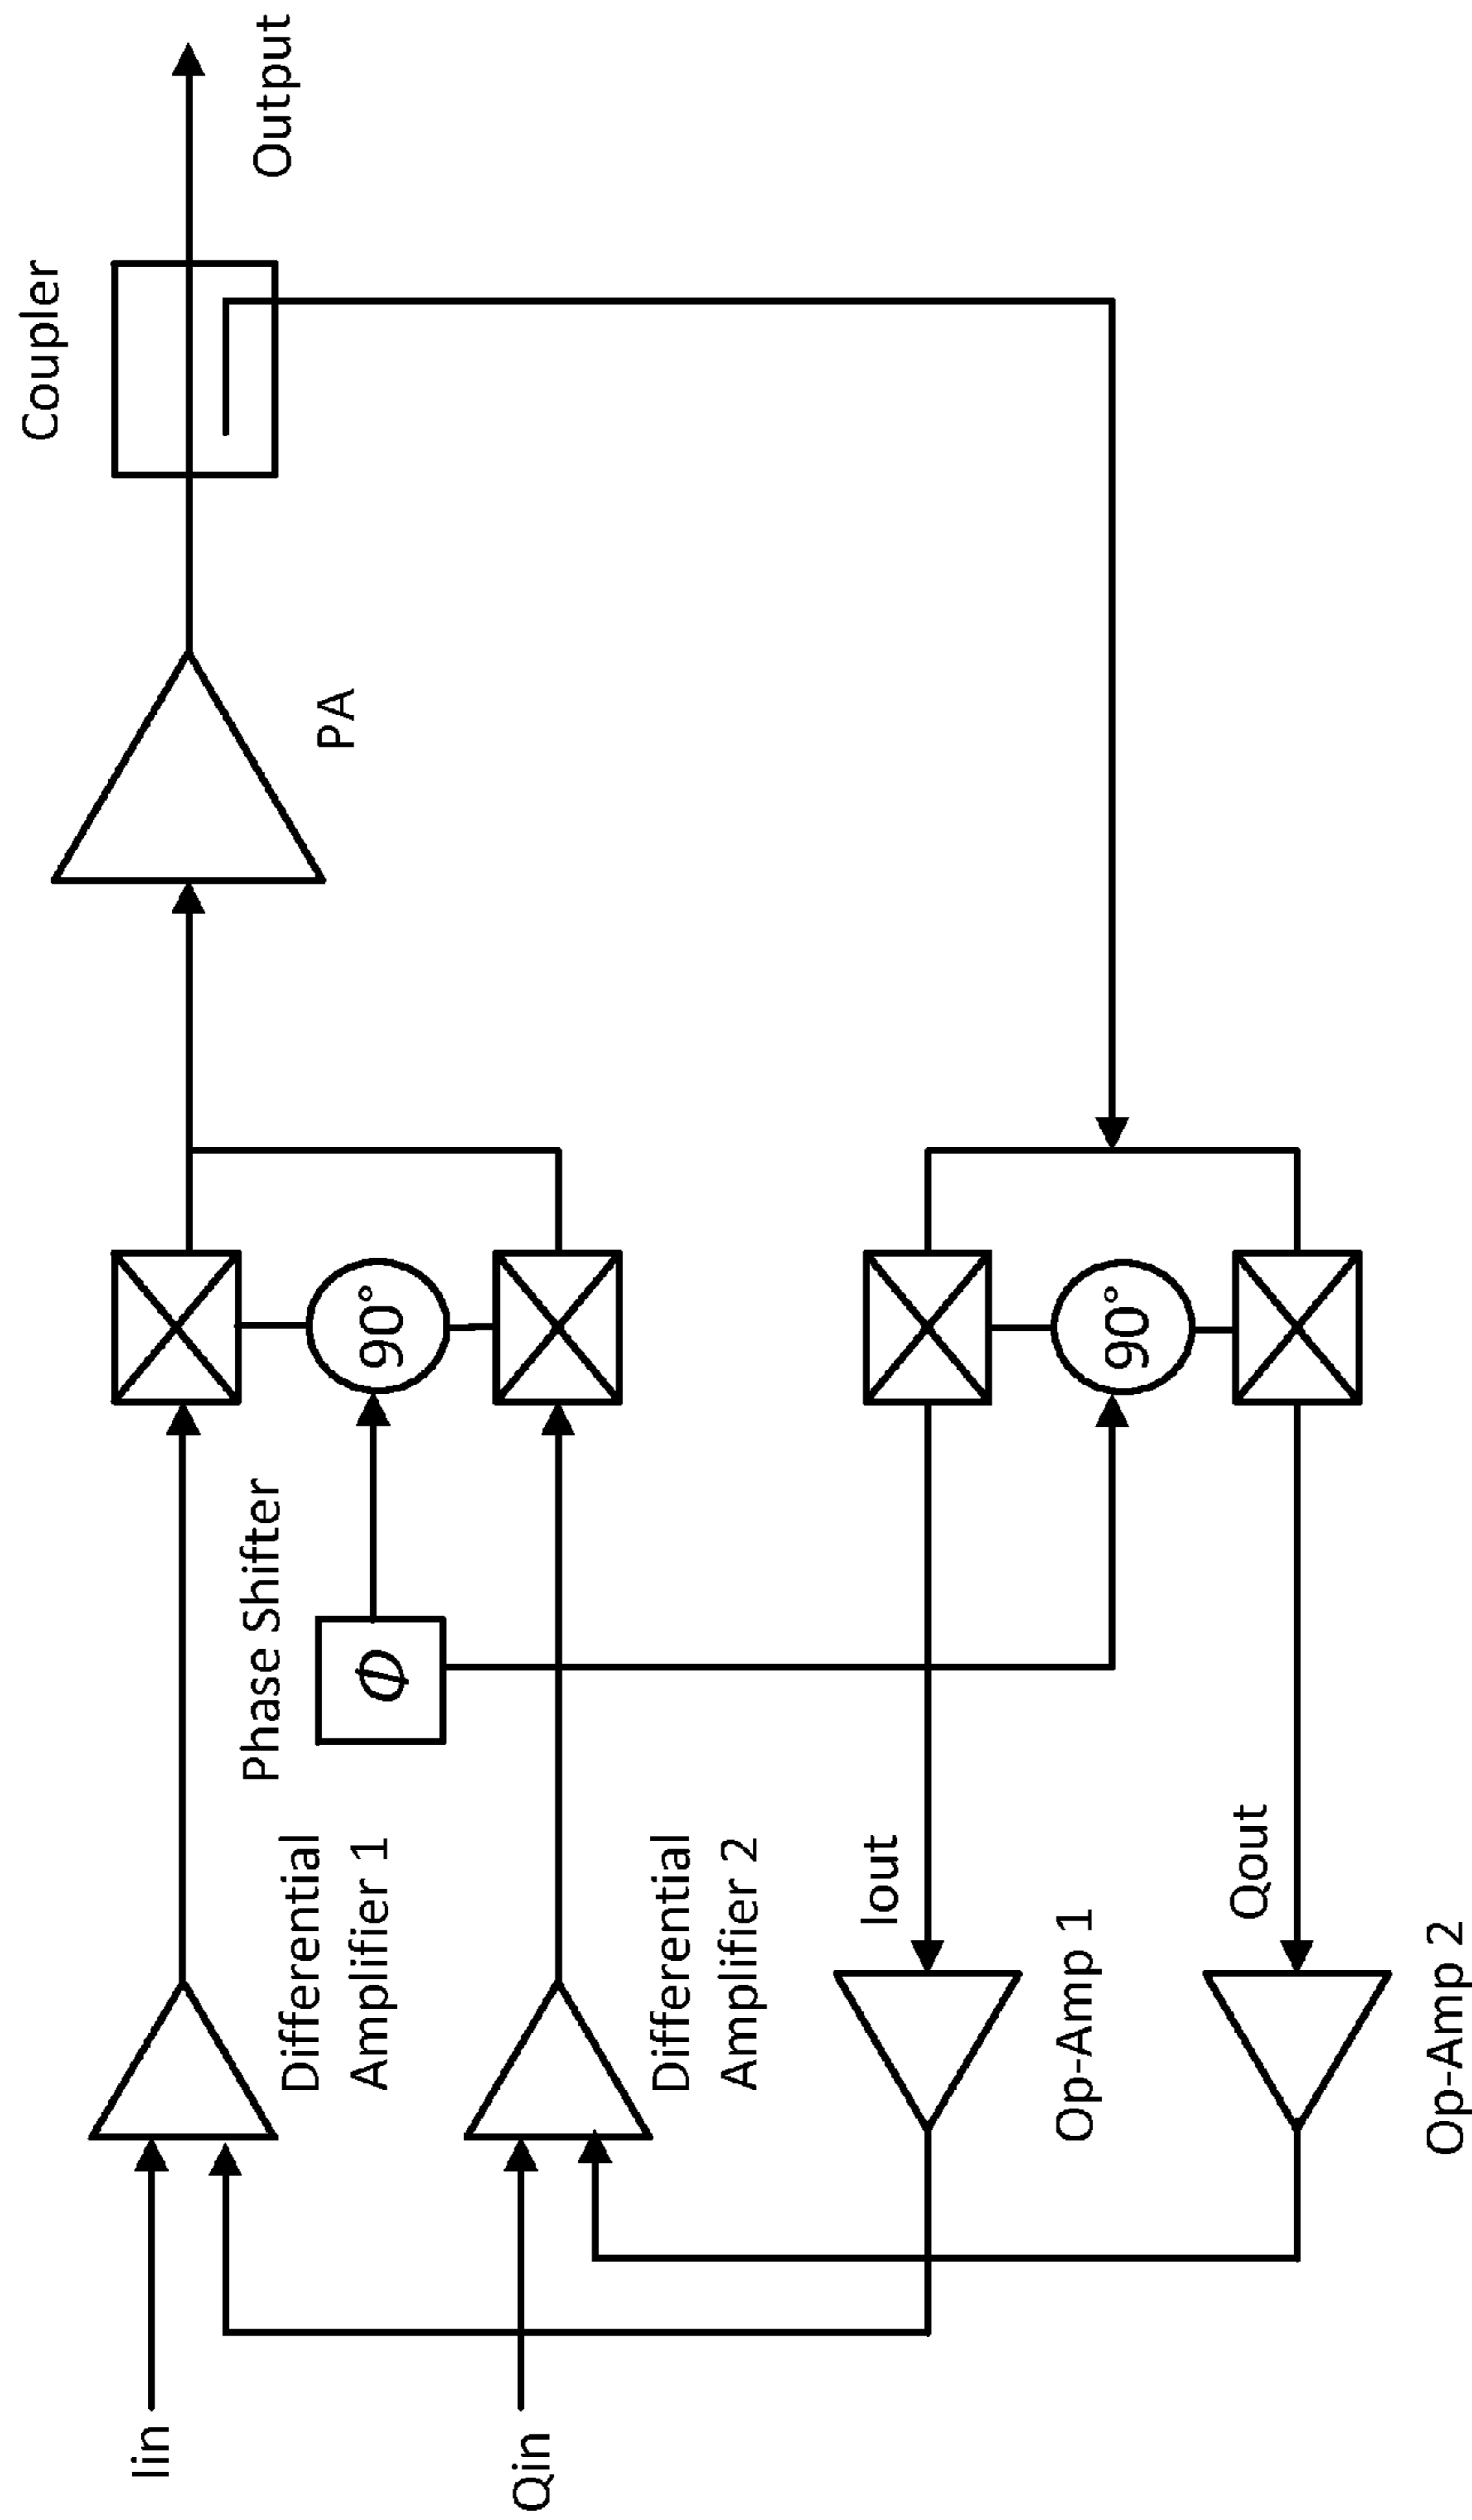 Iin
Qin
Differential
Amplifier 1
Differential
Amplifier 2
Phase Shifter
Φ
90°
PA
Coupler
Output
90°
Iout
Qout
Op-Amp 1
Op-Amp 2